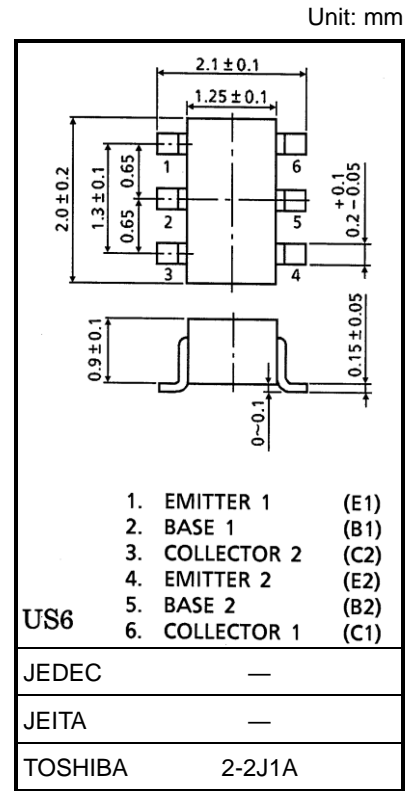 Unit: mm
2.1±0.1
1.25±0.1
2.0±0.2
1.3±0.1
0.65
0.65
1
2
3
6
5
4
+0.1
0.2−0.05
0.9±0.1
0.15±0.05
0~0.1
1. EMITTER 1 (E1)
2. BASE 1 (B1)
3. COLLECTOR 2 (C2)
4. EMITTER 2 (E2)
5. BASE 2 (B2)
6. COLLECTOR 1 (C1)
US6
JEDEC —
JEITA —
TOSHIBA 2-2J1A